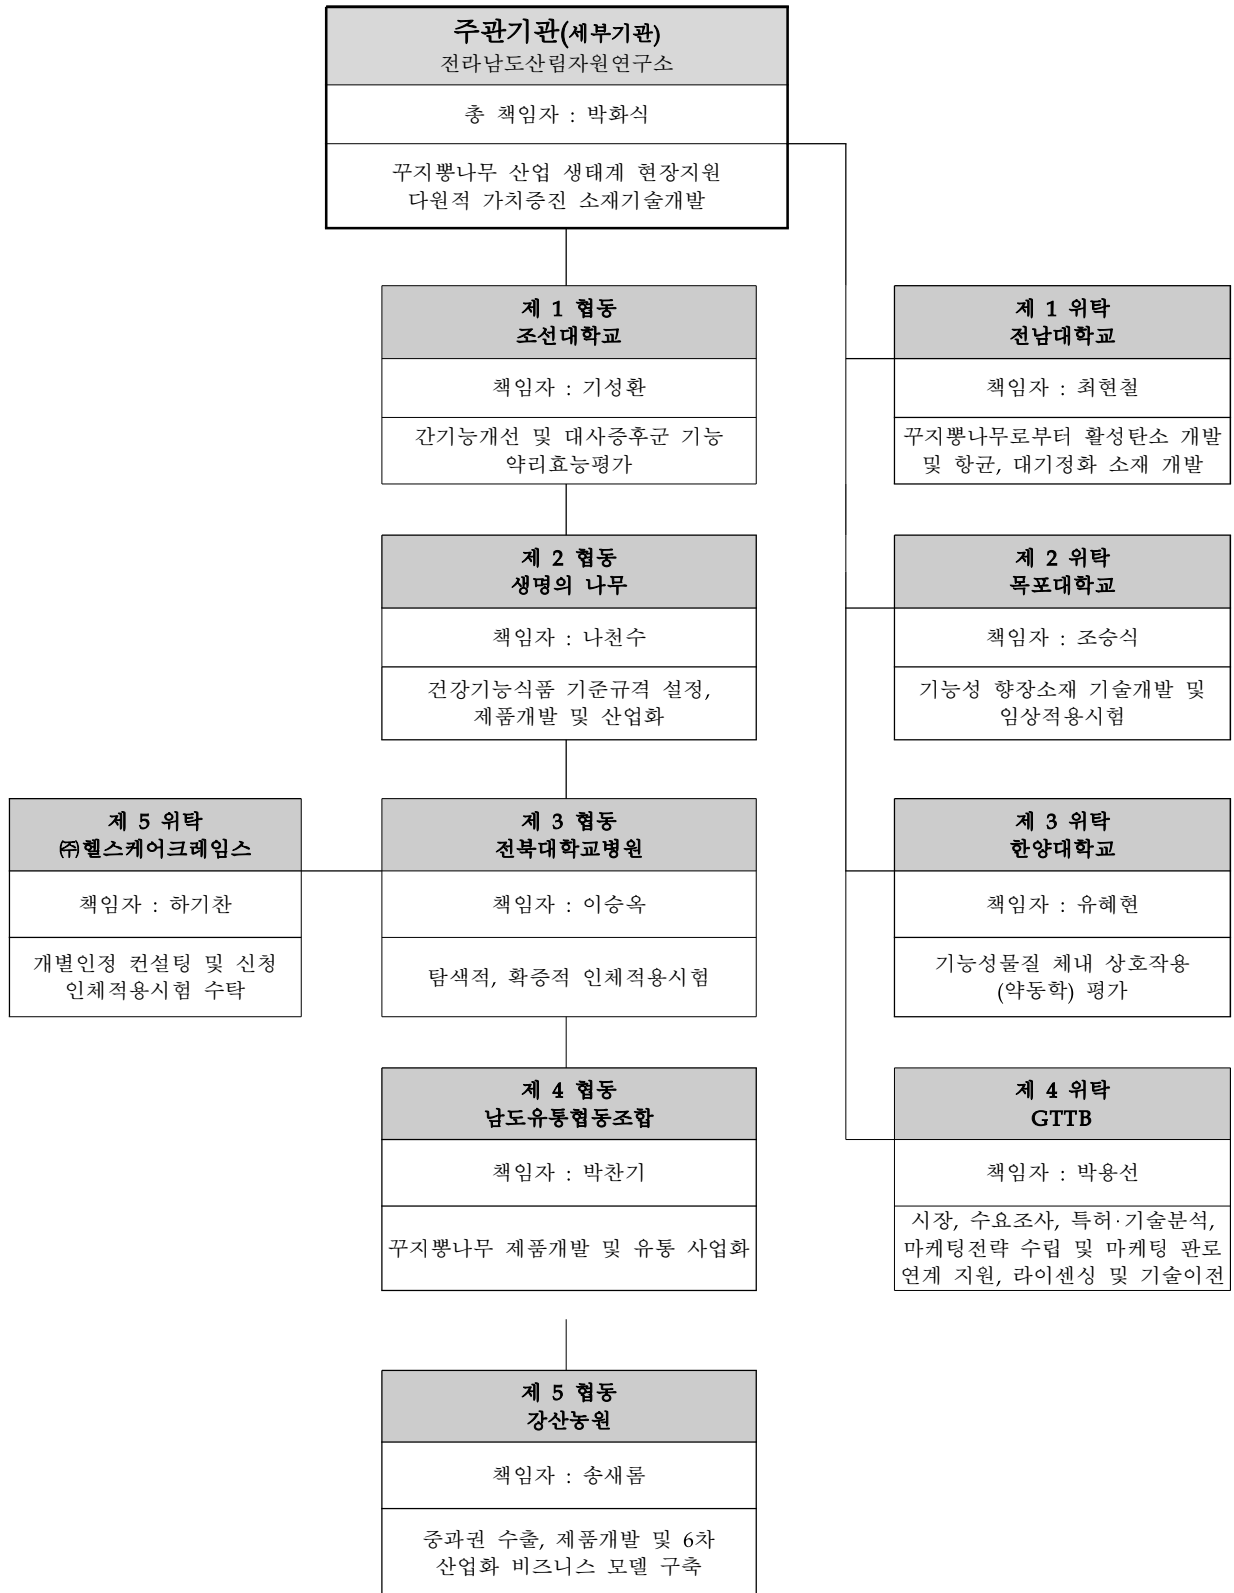 주관기관(세부기관)
전라남도산림자원연구소
총 책임자 : 박화식
꾸지뽕나무 산업 생태계 현장지원
다원적 가치증진 소재기술개발
제 1 협동
조선대학교
책임자 : 기성환
간기능개선 및 대사증후군 기능
약리효능평가
제 1 위탁
전남대학교
책임자 : 최현철
꾸지뽕나무로부터 활성탄소 개발
및 항균, 대기정화 소재 개발
제 2 협동
생명의 나무
책임자 : 나천수
건강기능식품 기준규격 설정,
제품개발 및 산업화
제 2 위탁
목포대학교
책임자 : 조승식
기능성 향장소재 기술개발 및
임상적용시험
제 5 위탁
㈜헬스케어크레임스
책임자 : 하기찬
개별인정 컨설팅 및 신청
인체적용시험 수탁
제 3 협동
전북대학교병원
책임자 : 이승옥
탐색적, 확증적 인체적용시험
제 3 위탁
한양대학교
책임자 : 유혜현
기능성물질 체내 상호작용
(약동학) 평가
제 4 협동
남도유통협동조합
책임자 : 박찬기
꾸지뽕나무 제품개발 및 유통 사업화
제 4 위탁
GTTB
책임자 : 박용선
시장, 수요조사, 특허·기술분석,
마케팅전략 수립 및 마케팅 판로
연계 지원, 라이센싱 및 기술이전
제 5 협동
강산농원
책임자 : 송새롬
중과권 수출, 제품개발 및 6차
산업화 비즈니스 모델 구축